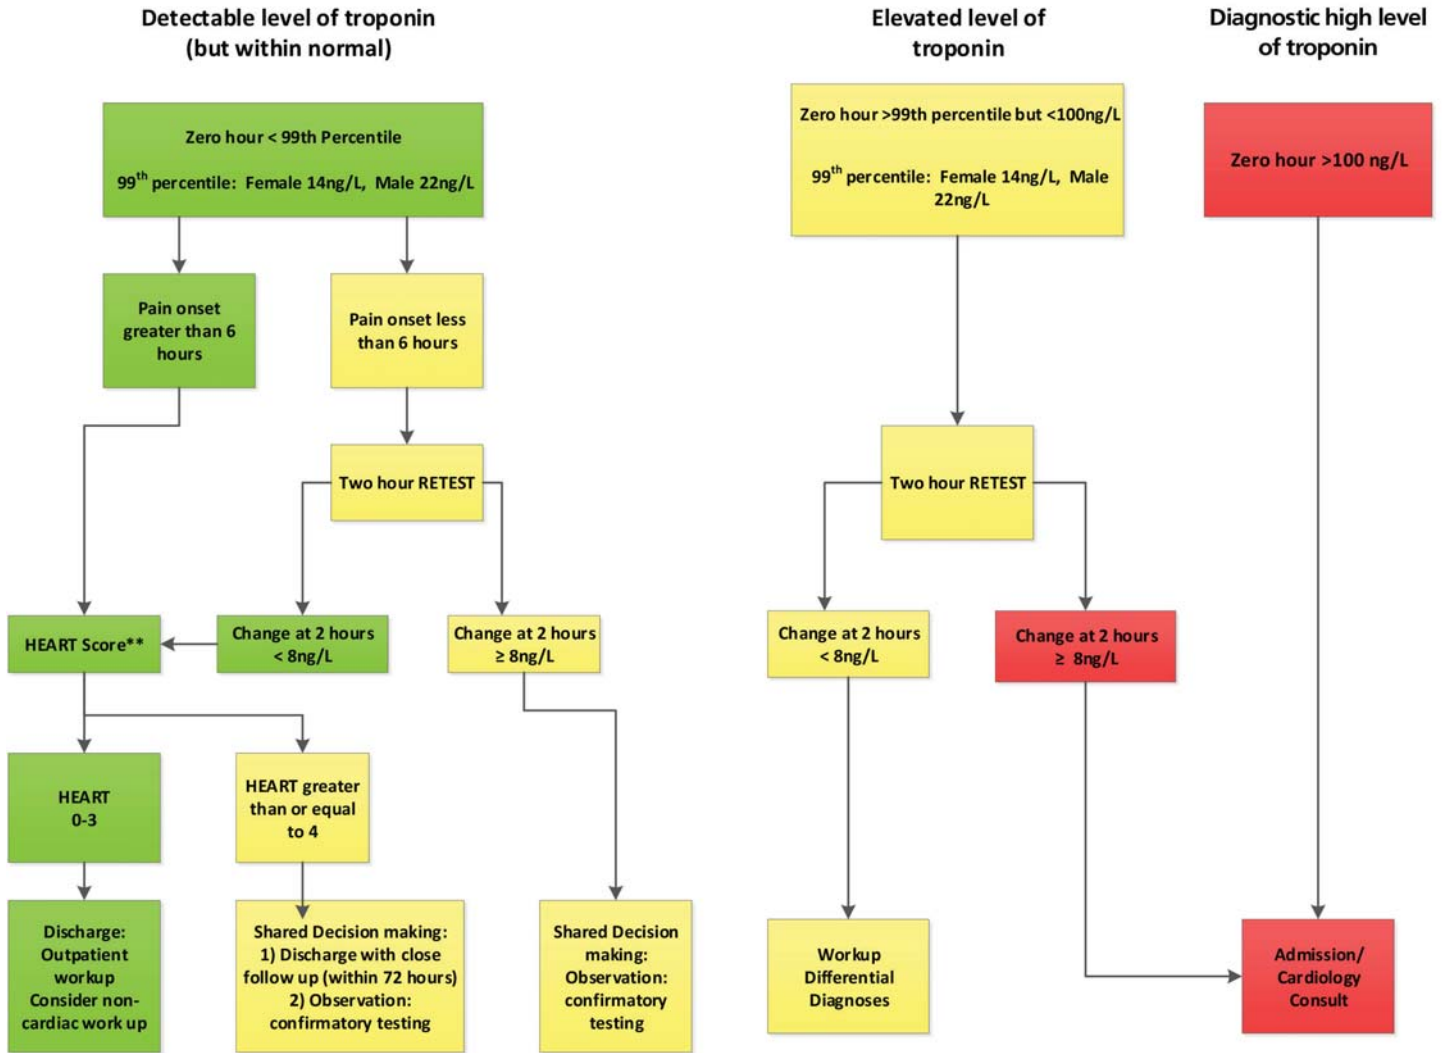 Detectable level of troponin
(but within normal)
Elevated level of
troponin
Diagnostic high level
of troponin
Zero hour < 99th Percentile
99th percentile: Female 14ng/L, Male 22ng/L
Zero hour >99th percentile but <100ng/L
99th percentile: Female 14ng/L, Male
22ng/L
Zero hour >100 ng/L
Pain onset
greater than 6
hours
Pain onset less
than 6 hours
Two hour RETEST
Two hour RETEST
HEART Score**
Change at 2 hours
< 8ng/L
Change at 2 hours
≥ 8ng/L
Change at 2 hours
< 8ng/L
Change at 2 hours
≥ 8ng/L
HEART
0-3
HEART greater
than or equal
to 4
Discharge:
Outpatient
workup
Consider non-
cardiac work up
Shared Decision making:
1) Discharge with close
follow up (within 72 hours)
2) Observation:
confirmatory testing
Shared Decision
making:
Observation:
confirmatory
testing
Workup
Differential
Diagnoses
Admission/
Cardiology
Consult